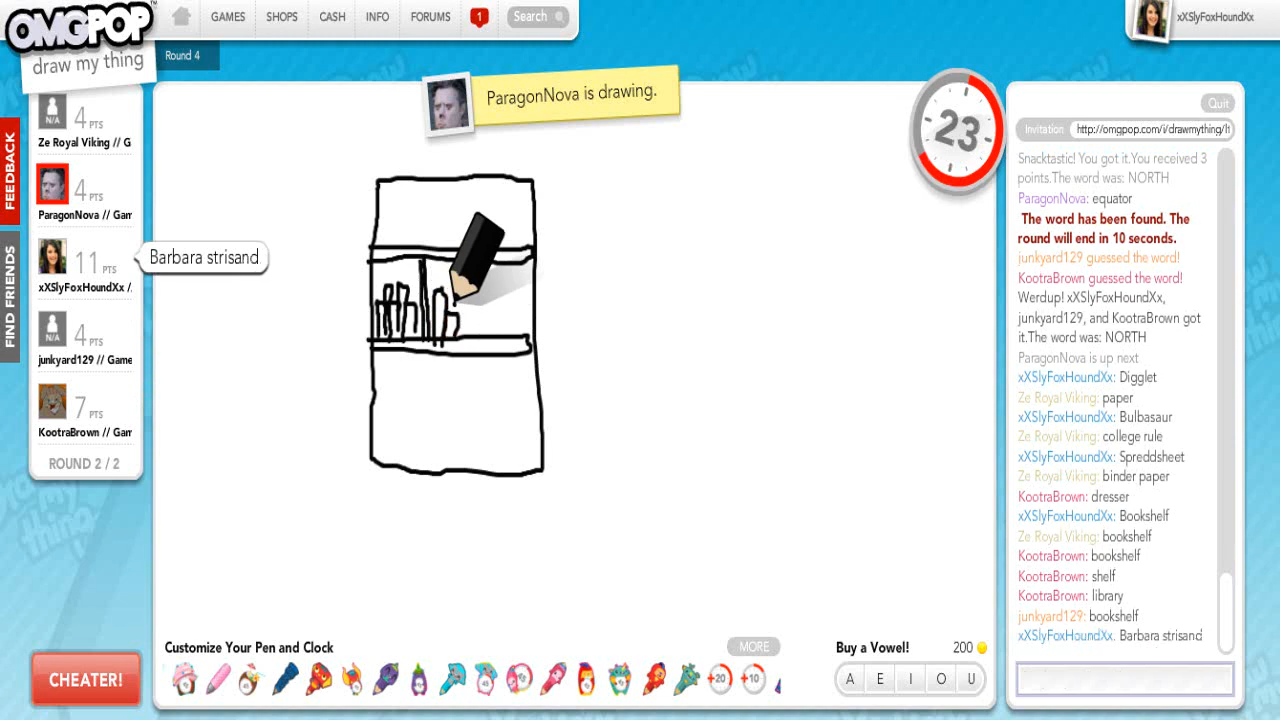 OMGPOP™
draw my thing
GAMES
SHOPS
CASH
INFO
FORUMS
1
Search
xXSlyFoxHoundXx
Round 4
ParagonNova is drawing.
23
FEEDBACK
FIND FRIENDS
N/A
4 PTS
Ze Royal Viking // G
4 PTS
ParagonNova // Gam
11 PTS
xXSlyFoxHoundXx //
Barbara strisand
N/A
4 PTS
junkyard129 // Game
7 PTS
KootraBrown // Gam
ROUND 2 / 2
CHEATER!
Quit
Invitation
http://omgpop.com/i/drawmything/
Snacktastic! You got it.You received 3
points.The word was: NORTH
ParagonNova: equator
The word has been found. The
round will end in 10 seconds.
junkyard129 guessed the word!
KootraBrown guessed the word!
Werdup! xXSlyFoxHoundXx,
junkyard129, and KootraBrown got
it.The word was: NORTH
ParagonNova is up next
xXSlyFoxHoundXx: Digglet
Ze Royal Viking: paper
xXSlyFoxHoundXx: Bulbasaur
Ze Royal Viking: college rule
xXSlyFoxHoundXx: Spreddsheet
Ze Royal Viking: binder paper
KootraBrown: dresser
xXSlyFoxHoundXx: Bookshelf
Ze Royal Viking: bookshelf
KootraBrown: bookshelf
KootraBrown: shelf
KootraBrown: library
junkyard129: bookshelf
xXSlyFoxHoundXx: Barbara strisand
Customize Your Pen and Clock
MORE
+20
+10
Buy a Vowel!
200
A E I O U